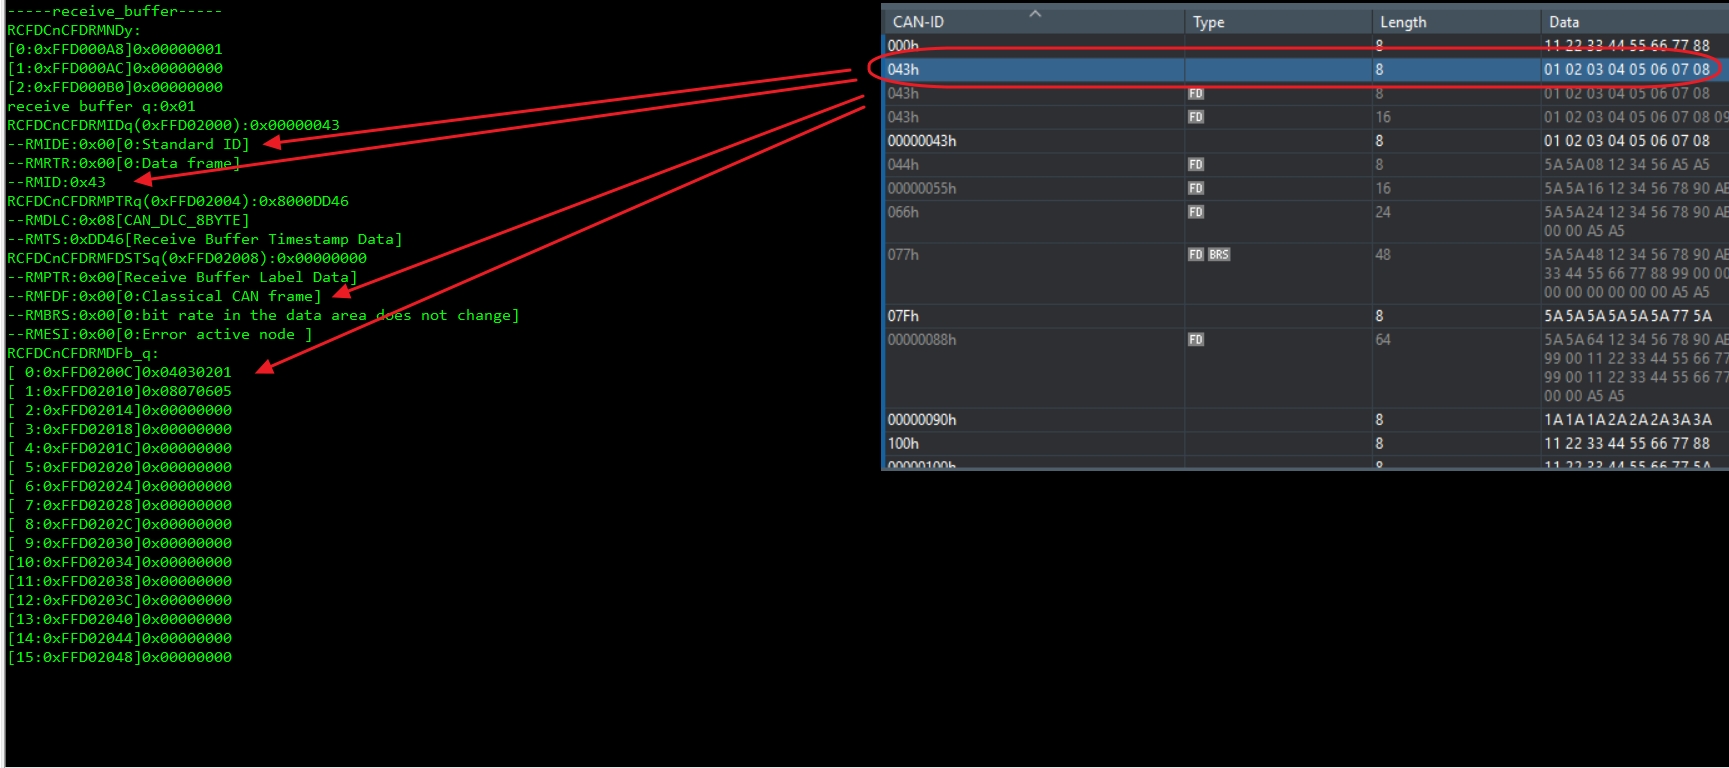 -----receive_buffer-----
RCFDCnCFDRMNDy:
[0:0xFFD000A8]0x00000001
[1:0xFFD000AC]0x00000000
[2:0xFFD000B0]0x00000000
receive buffer q:0x01
RCFDCnCFDRMIDq(0xFFD02000):0x00000043
--RMIDE:0x00[0:Standard ID]
--RMRTR:0x00[0:Data frame]
--RMID:0x43
RCFDCnCFDRMPTRq(0xFFD02004):0x8000DD46
--RMDLC:0x08[CAN_DLC_8BYTE]
--RMTS:0xDD46[Receive Buffer Timestamp Data]
RCFDCnCFDRMFDSTSq(0xFFD02008):0x00000000
--RMPTR:0x00[Receive Buffer Label Data]
--RMFDF:0x00[0:Classical CAN frame]
--RMBRS:0x00[0:bit rate in the data area does not change]
--RMESI:0x00[0:Error active node ]
RCFDCnCFDRMDFb_q:
[ 0:0xFFD0200C]0x04030201
[ 1:0xFFD02010]0x08070605
[ 2:0xFFD02014]0x00000000
[ 3:0xFFD02018]0x00000000
[ 4:0xFFD0201C]0x00000000
[ 5:0xFFD02020]0x00000000
[ 6:0xFFD02024]0x00000000
[ 7:0xFFD02028]0x00000000
[ 8:0xFFD0202C]0x00000000
[ 9:0xFFD02030]0x00000000
[10:0xFFD02034]0x00000000
[11:0xFFD02038]0x00000000
[12:0xFFD0203C]0x00000000
[13:0xFFD02040]0x00000000
[14:0xFFD02044]0x00000000
[15:0xFFD02048]0x00000000
CAN-ID Type Length Data
000h 8 11 22 33 44 55 66 77 88
043h 8 01 02 03 04 05 06 07 08
043h FD 8 01 02 03 04 05 06 07 08
043h FD 16 01 02 03 04 05 06 07 08 09
00000043h 8 01 02 03 04 05 06 07 08
044h FD 8 5A 5A 08 12 34 56 A5 A5
00000055h FD 16 5A 5A 16 12 34 56 78 90
066h FD 24 5A 5A 24 12 34 56 78 90
00 00 A5 A5
077h FD BRS 48 5A 5A 48 12 34 56 78 90
33 44 55 66 77 88 99 00 00
00 00 00 00 00 00 A5 A5
07Fh 8 5A 5A 5A 5A 5A 5A 77 5A
00000088h FD 64 5A 5A 64 12 34 56 78 90
99 00 11 22 33 44 55 66 77
99 00 11 22 33 44 55 66 77
00 00 A5 A5
00000090h 8 1A 1A 1A 2A 2A 2A 3A 3A
100h 8 11 22 33 44 55 66 77 88
00000100h 8 11 22 33 44 55 66 77 5A